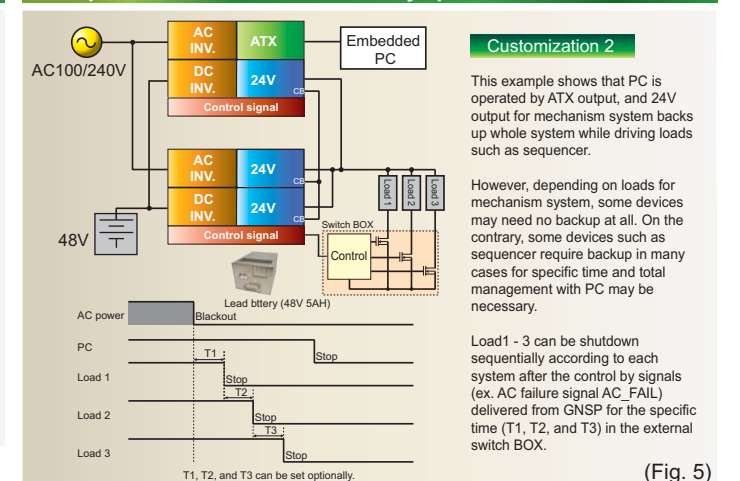 AC INV.
ATX
Embedded PC
AC100/240V
DC INV.
24V
CB
Control signal
AC INV.
24V
CB
DC INV.
24V
CB
Control signal
48V
Load 1
Load 2
Load 3
Switch BOX
Control
Lead bttery (48V 5AH)
AC power
Blackout
PC
Stop
T1
Load 1
Stop
T2
Load 2
Stop
T3
Load 3
Stop
T1, T2, and T3 can be set optionally.
Customization 2
This example shows that PC is
operated by ATX output, and 24V
output for mechanism system backs
up whole system while driving loads
such as sequencer.
However, depending on loads for
mechanism system, some devices
may need no backup at all. On the
contrary, some devices such as
sequencer require backup in many
cases for specific time and total
management with PC may be
necessary.
Load1 - 3 can be shutdown
sequentially according to each
system after the control by signals
(ex. AC failure signal AC_FAIL)
delivered from GNSP for the specific
time (T1, T2, and T3) in the external
switch BOX.
(Fig. 5)